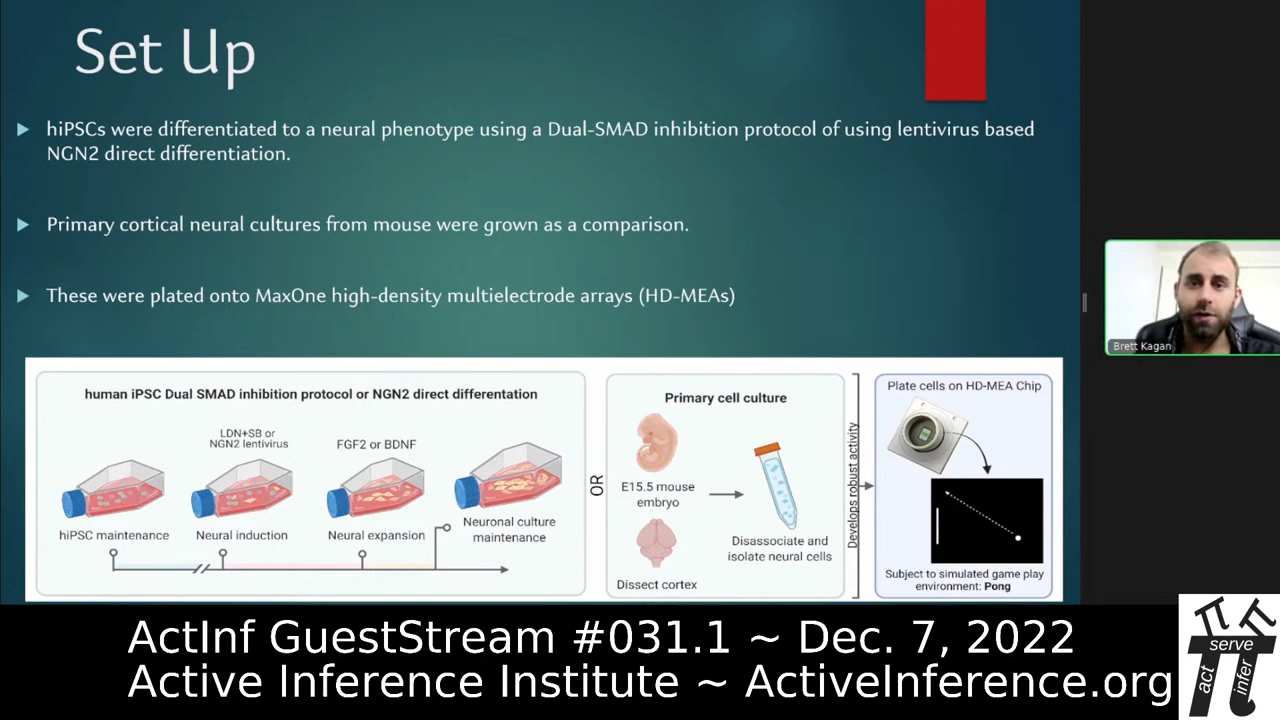 Set Up
hiPSCs were differentiated to a neural phenotype using a Dual-SMAD inhibition protocol of using lentivirus based
NGN2 direct differentiation.
Primary cortical neural cultures from mouse were grown as a comparison.
These were plated onto MaxOne high-density multielectrode arrays (HD-MEAs)
human iPSC Dual SMAD inhibition protocol or NGN2 direct differentation
LDN+SB or
NGN2 lentivirus
FGF2 or BDNF
hiPSC maintenance
Neural induction
Neural expansion
Neuronal culture
maintenance
OR
Primary cell culture
E15.5 mouse
embryo
Dissect cortex
Disassociate and
isolate neural cells
Develops robust activity
Plate cells on HD-MEA Chip
Subject to simulated game play
environment: Pong
Brett Kagan
ActInf GuestStream #031.1 ~ Dec. 7, 2022
Active Inference Institute ~ ActiveInference.org
serve
act
infer